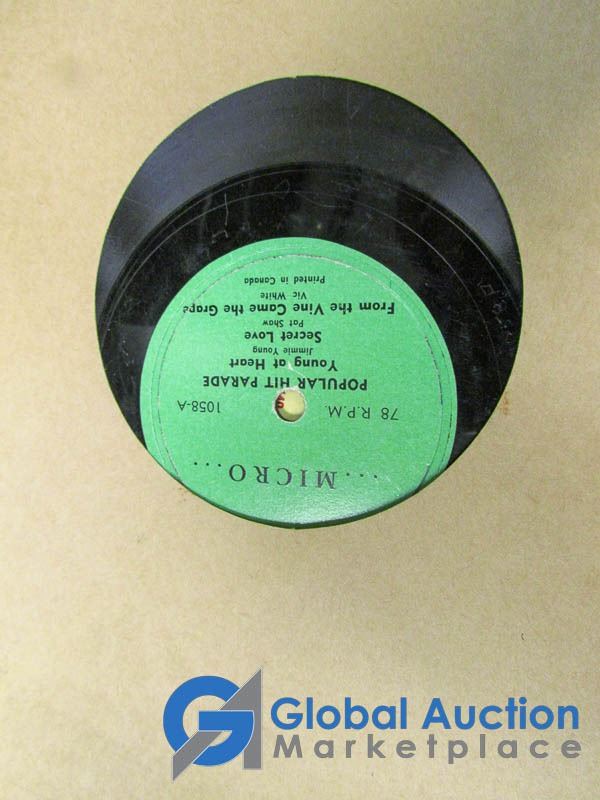 ...MICRO...
78 R.P.M. 1058-A
POPULAR HIT PARADE
Young at Heart
Jimmie Young
Secret Love
Pat Shaw
From the Vine Came the Grape
Vic White
Printed in Canada
Global Auction
Marketplace